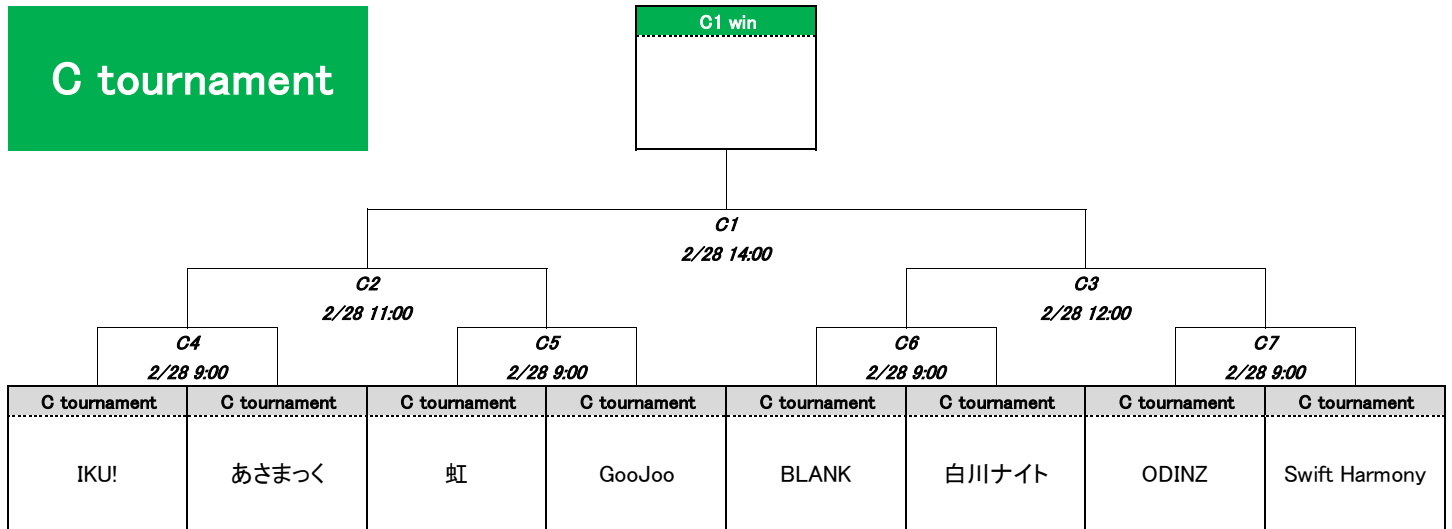 C tournament
C1 win
C1
2/28 14:00
C2
C3
2/28 11:00
2/28 12:00
C4
C5
C6
C7
2/28 9:00
2/28 9:00
2/28 9:00
2/28 9:00
C tournament
C tournament
C tournament
C tournament
C tournament
C tournament
C tournament
C tournament
IKU!
あさまっく
虹
GooJoo
BLANK
白川ナイト
ODINZ
Swift Harmony